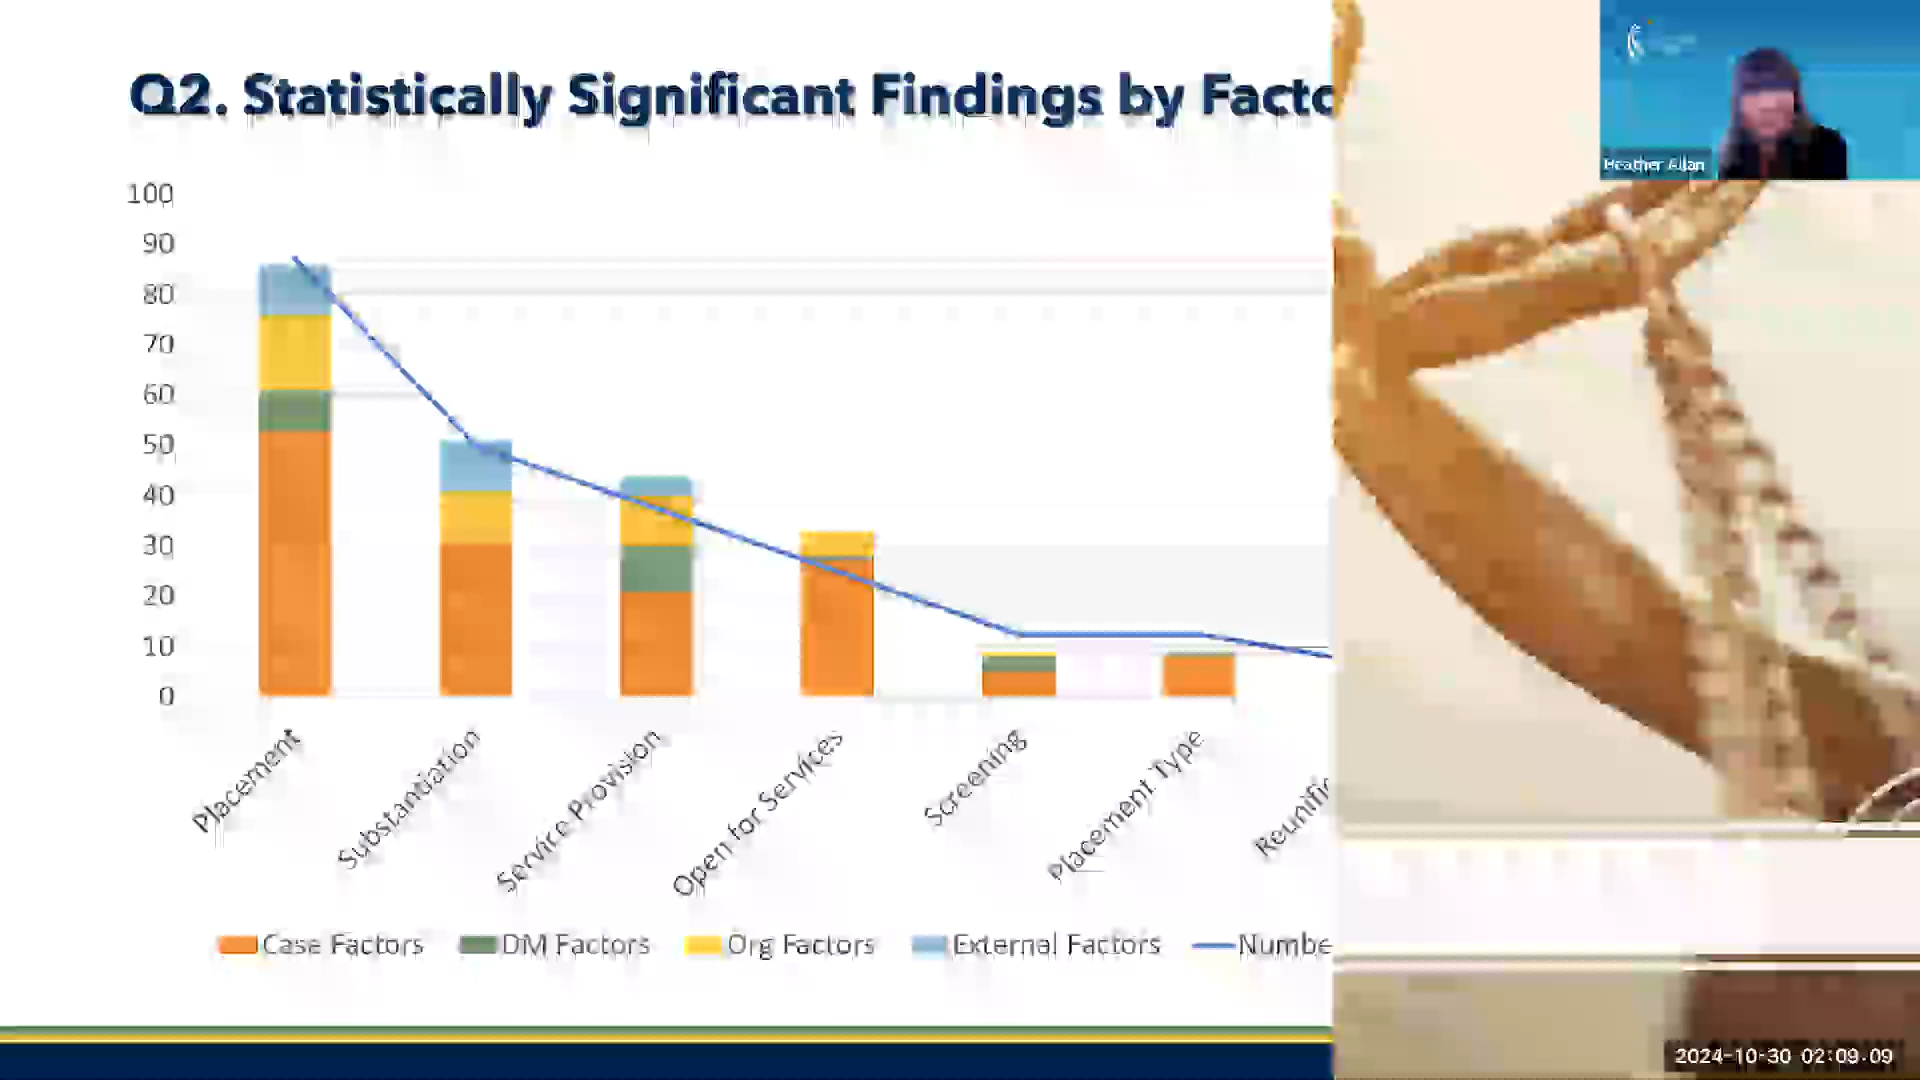 Q2. Statistically Significant Findings by Facto
Heather Allan
100
90
80
70
60
50
40
30
20
10
0
Placement
Substantiation
Service Provision
Open for Services
Screening
Placement Type
Reunific
Case Factors
DM Factors
Org Factors
External Factors
Numbe
2024-10-30 02:09:09